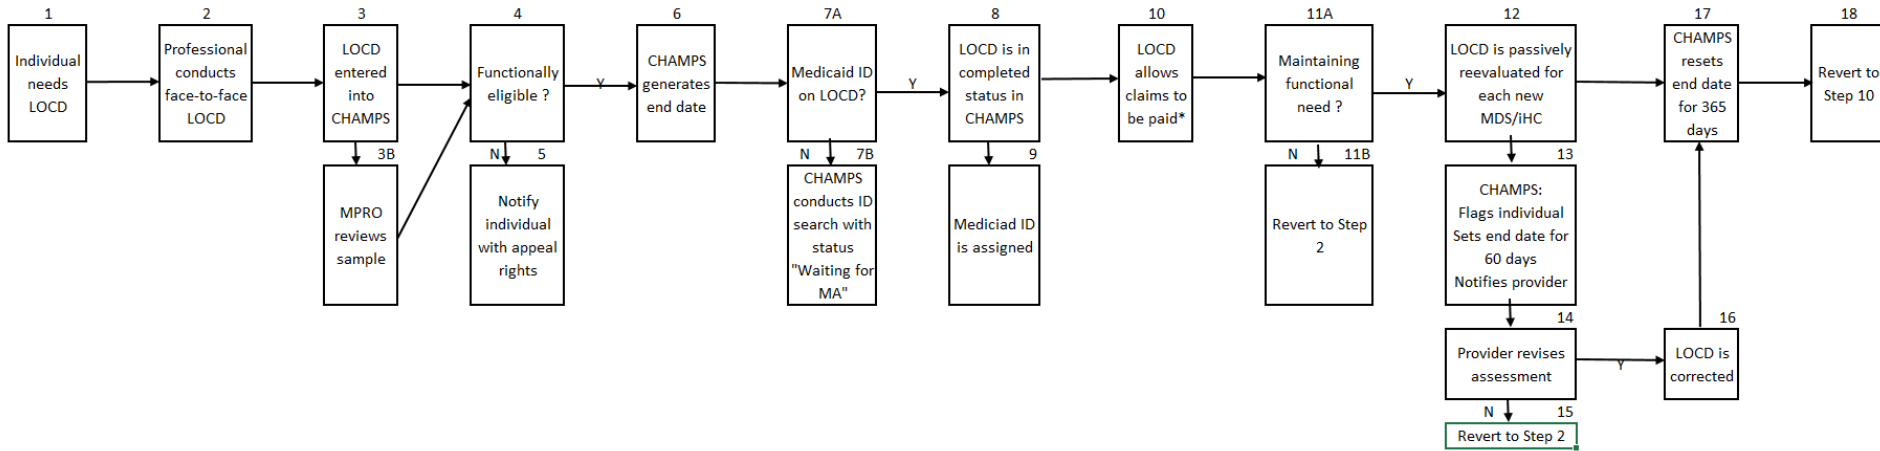 1
Individual
needs
LOCD
2
Professional
conducts
face-to-face
LOCD
3
LOCD
entered
into
CHAMPS
3B
MPRO
reviews
sample
4
Functionally
eligible ?
Y
N
5
Notify
individual
with appeal
rights
6
CHAMPS
generates
end date
7A
Medicaid ID
on LOCD?
Y
N
7B
CHAMPS
conducts ID
search with
status
"Waiting for
MA"
8
LOCD is in
completed
status in
CHAMPS
9
Mediciad ID
is assigned
10
LOCD
allows
claims to
be paid*
11A
Maintaining
functional
need ?
Y
N
11B
Revert to Step
2
12
LOCD is passively
reevaluated for
each new
MDS/iHC
13
CHAMPS:
Flags individual
Sets end date for
60 days
Notifies provider
14
Provider revises
assessment
Y
N
15
Revert to Step 2
16
LOCD is
corrected
17
CHAMPS
resets
end date
for 365
days
18
Revert to
Step 10